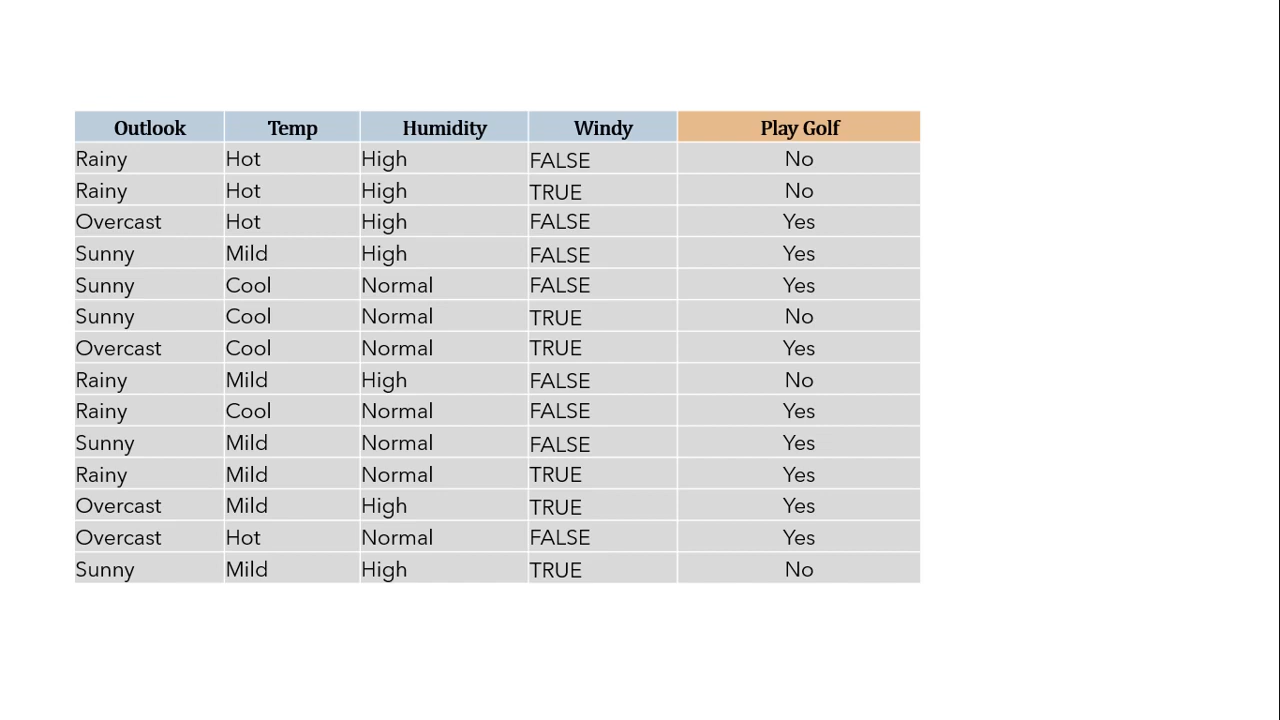 Outlook Temp Humidity Windy Play Golf
Rainy Hot High FALSE No
Rainy Hot High TRUE No
Overcast Hot High FALSE Yes
Sunny Mild High FALSE Yes
Sunny Cool Normal FALSE Yes
Sunny Cool Normal TRUE No
Overcast Cool Normal TRUE Yes
Rainy Mild High FALSE No
Rainy Cool Normal FALSE Yes
Sunny Mild Normal FALSE Yes
Rainy Mild Normal TRUE Yes
Overcast Mild High TRUE Yes
Overcast Hot Normal FALSE Yes
Sunny Mild High TRUE No